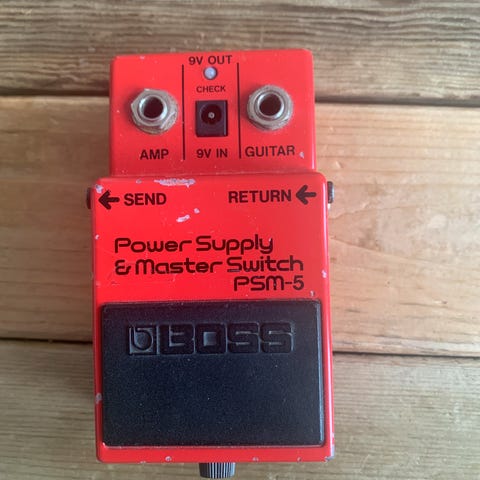 9V OUT
CHECK
AMP 9V IN GUITAR
SEND RETURN
Power Supply
& Master Switch
PSM-5
BOSS